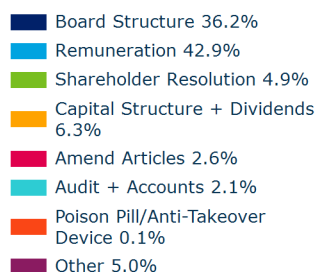 Board Structure 36.2%
Remuneration 42.9%
Shareholder Resolution 4.9%
Capital Structure + Dividends
6.3%
Amend Articles 2.6%
Audit + Accounts 2.1%
Poison Pill/Anti-Takeover
Device 0.1%
Other 5.0%